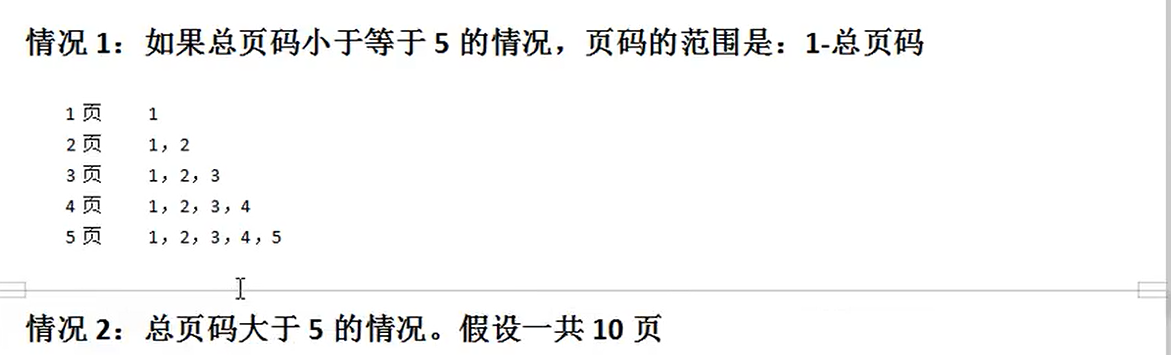 情况 1：如果总页码小于等于 5 的情况，页码的范围是：1-总页码
1 页 1
2 页 1，2
3 页 1，2，3
4 页 1，2，3，4
5 页 1，2，3，4，5
情况 2：总页码大于 5 的情况。假设一共 10 页